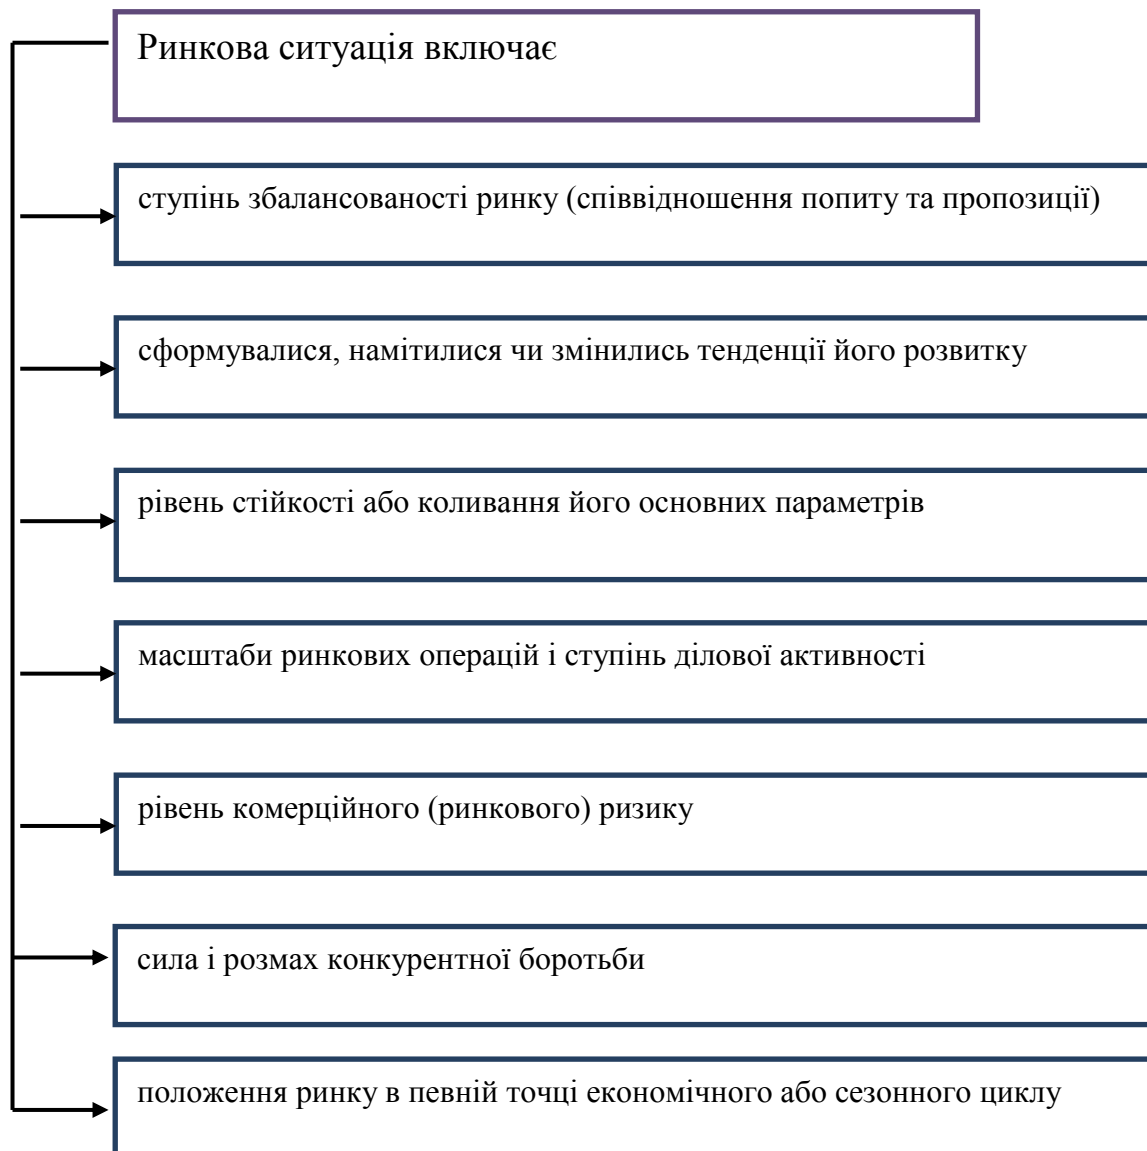 Ринкова ситуація включає
ступінь збалансованості ринку (співвідношення попиту та пропозиції)
сформувалися, намітилися чи змінились тенденції його розвитку
рівень стійкості або коливання його основних параметрів
масштаби ринкових операцій і ступінь ділової активності
рівень комерційного (ринкового) ризику
сила і розмах конкурентної боротьби
положення ринку в певній точці економічного або сезонного циклу